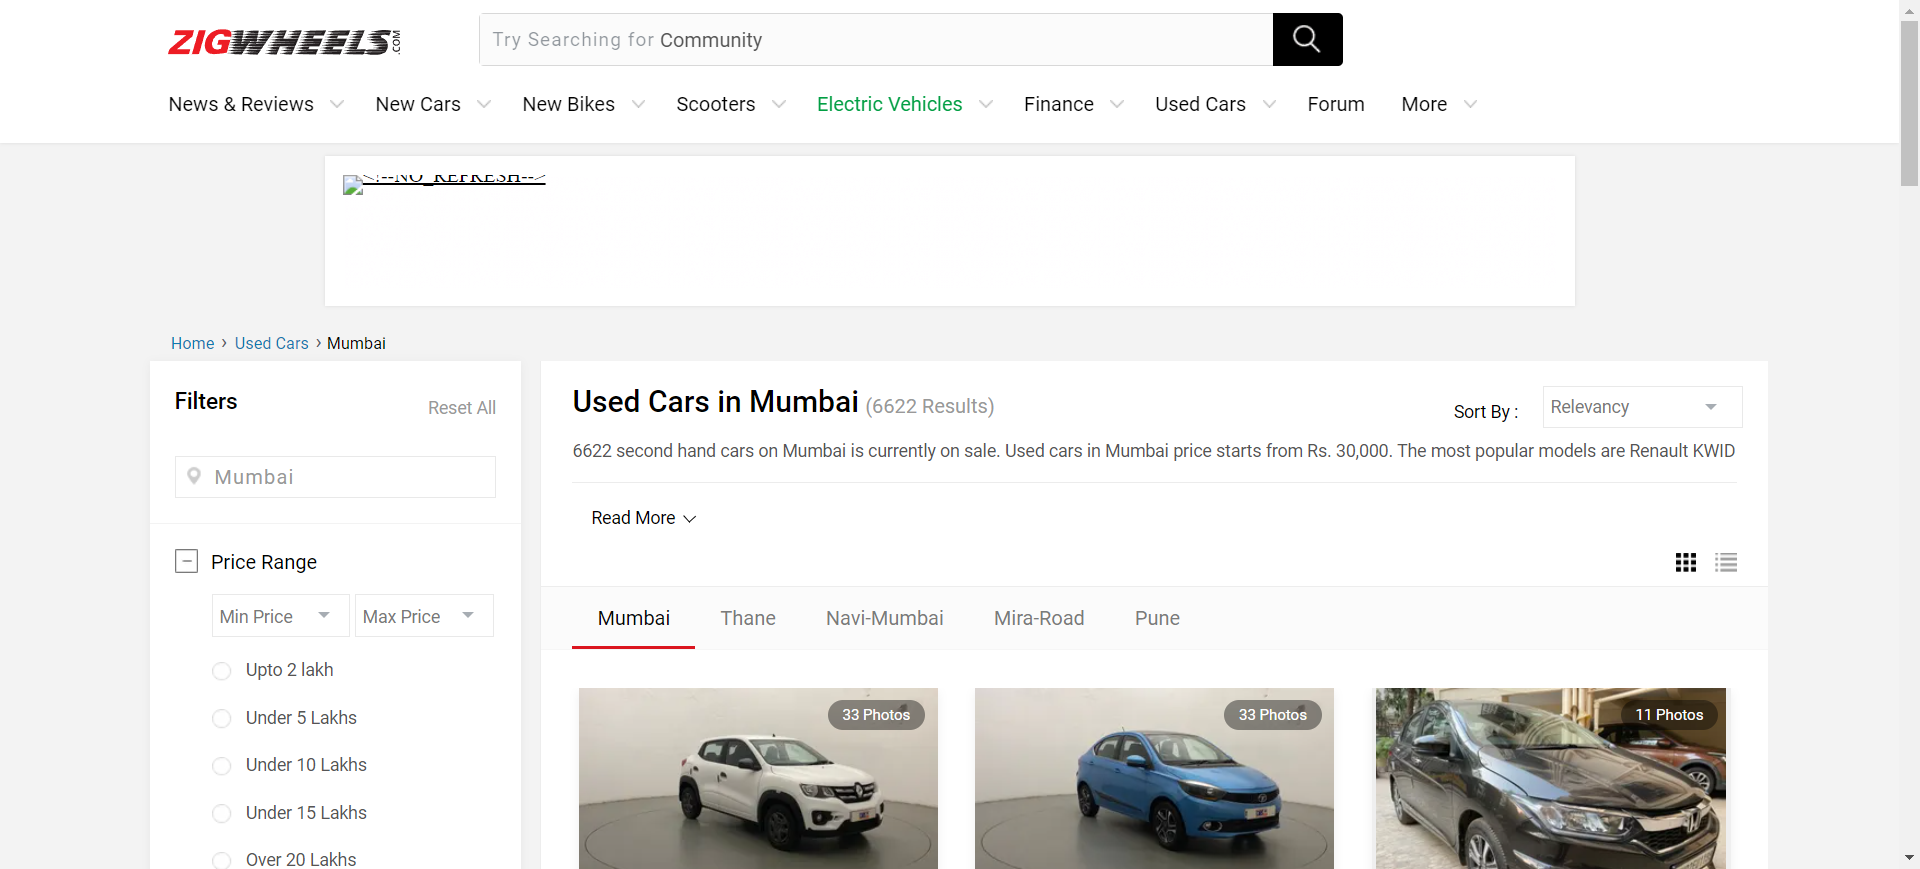 ZIGWHEELS.COM
Try Searching for Community
News & Reviews New Cars New Bikes Scooters Electric Vehicles Finance Used Cars Forum More
<!--NO_REFRESH-->
Home › Used Cars › Mumbai
Filters
Reset All
Mumbai
Price Range
Min Price Max Price
Upto 2 lakh
Under 5 Lakhs
Under 10 Lakhs
Under 15 Lakhs
Over 20 Lakhs
Used Cars in Mumbai (6622 Results)
Sort By : Relevancy
6622 second hand cars on Mumbai is currently on sale. Used cars in Mumbai price starts from Rs. 30,000. The most popular models are Renault KWID
Read More
Mumbai Thane Navi-Mumbai Mira-Road Pune
33 Photos
33 Photos
11 Photos